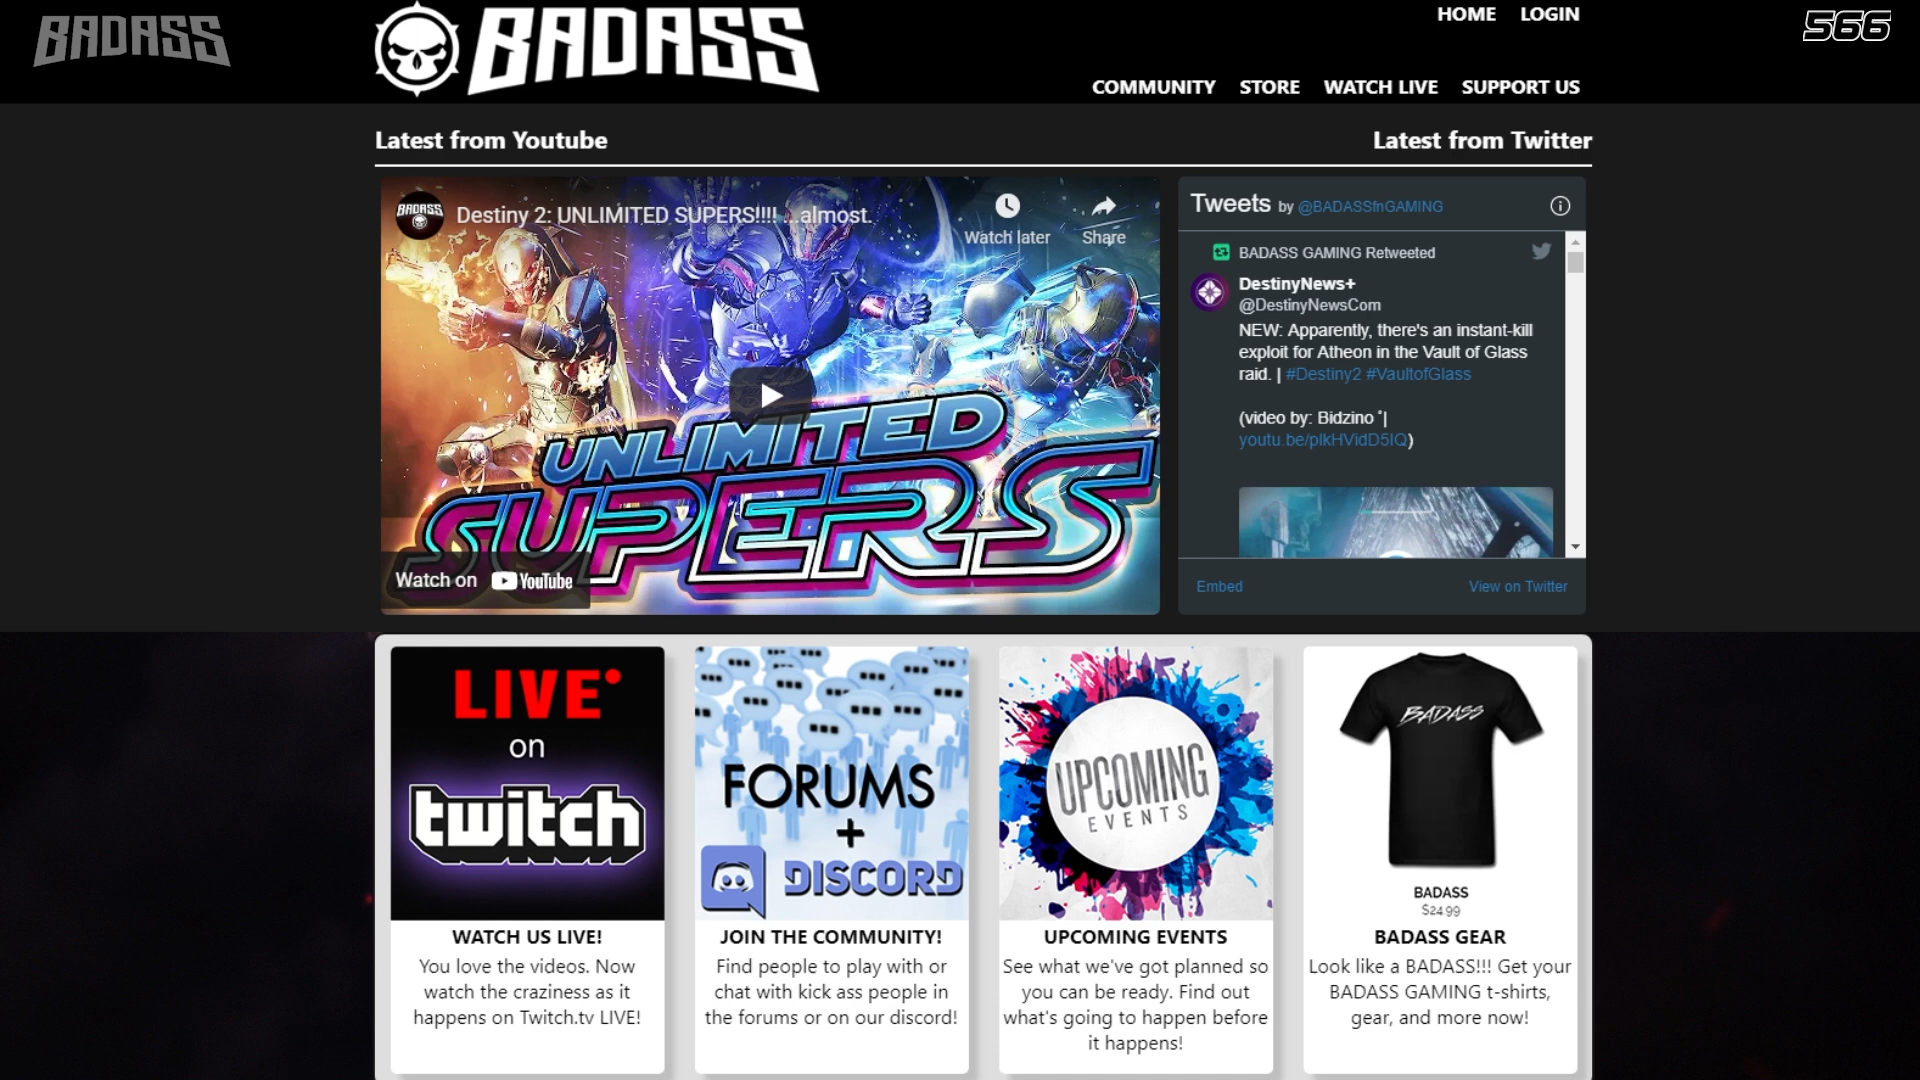 BADASS
BADASS
HOME LOGIN
566
COMMUNITY STORE WATCH LIVE SUPPORT US
Latest from Youtube
Latest from Twitter
BADASS
Destiny 2: UNLIMITED SUPERS!!!! ...almost.
Watch later
Share
UNLIMITED
SUPERS
Watch on YouTube
Tweets by @BADASSfnGAMING
BADASS GAMING Retweeted
DestinyNews+
@DestinyNewsCom
NEW: Apparently, there's an instant-kill
exploit for Atheon in the Vault of Glass
raid. | #Destiny2 #VaultofGlass
(video by: Bidzino ˚|
youtu.be/plkHVidD5IQ)
Embed
View on Twitter
LIVE
on
twitch
WATCH US LIVE!
You love the videos. Now
watch the craziness as it
happens on Twitch.tv LIVE!
FORUMS
+
DISCORD
JOIN THE COMMUNITY!
Find people to play with or
chat with kick ass people in
the forums or on our discord!
UPCOMING
EVENTS
UPCOMING EVENTS
See what we've got planned so
you can be ready. Find out
what's going to happen before
it happens!
BADASS
BADASS
$24.99
BADASS GEAR
Look like a BADASS!!! Get your
BADASS GAMING t-shirts,
gear, and more now!